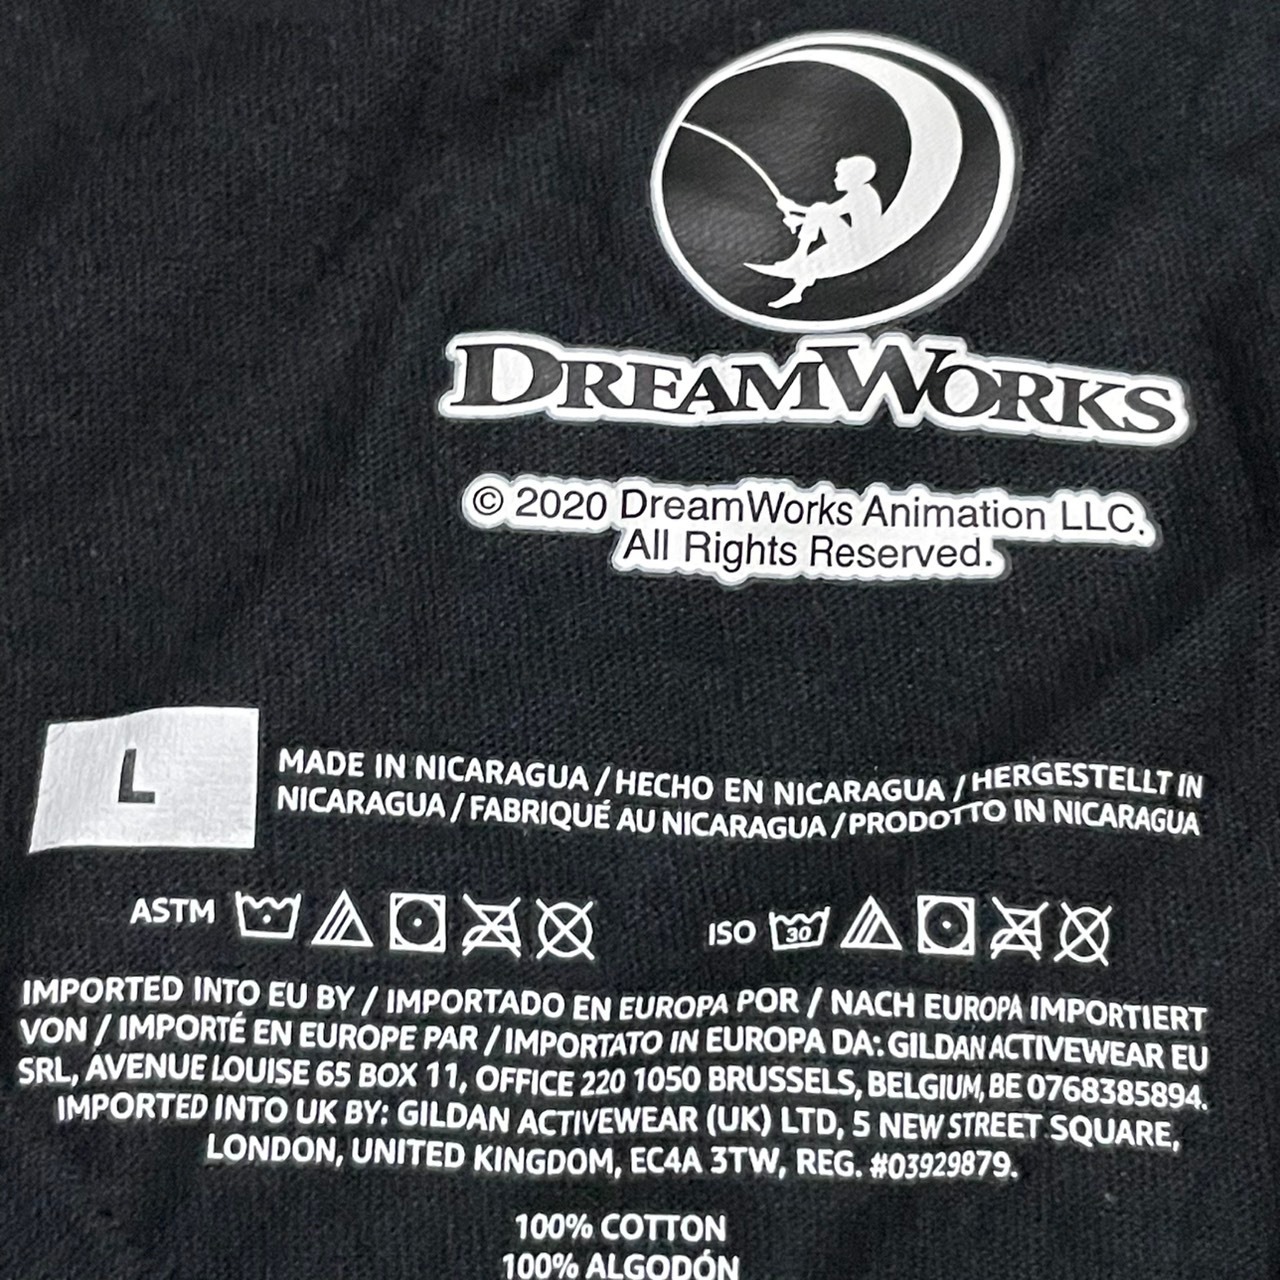 DREAMWORKS
© 2020 DreamWorks Animation LLC.
All Rights Reserved.
L
MADE IN NICARAGUA / HECHO EN NICARAGUA / HERGESTELLT IN
NICARAGUA / FABRIQUÉ AU NICARAGUA / PRODOTTO IN NICARAGUA
ASTM
ISO 30
IMPORTED INTO EU BY / IMPORTADO EN EUROPA POR / NACH EUROPA IMPORTIERT
VON / IMPORTÉ EN EUROPE PAR / IMPORTATO IN EUROPA DA: GILDAN ACTIVEWEAR EU
SRL, AVENUE LOUISE 65 BOX 11, OFFICE 220 1050 BRUSSELS, BELGIUM, BE 0768385894.
IMPORTED INTO UK BY: GILDAN ACTIVEWEAR (UK) LTD, 5 NEW STREET SQUARE,
LONDON, UNITED KINGDOM, EC4A 3TW, REG. #03929879.
100% COTTON
100% ALGODÓN